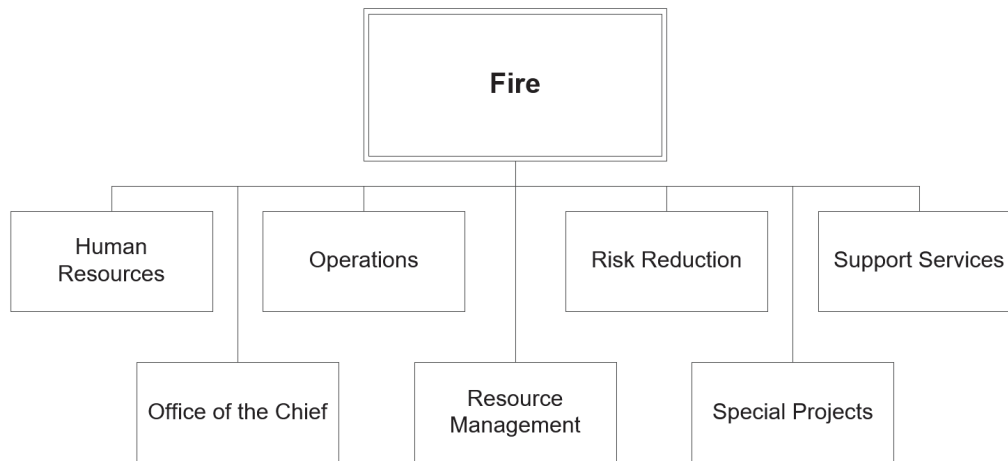 Fire
Human
Resources
Operations
Risk Reduction
Support Services
Office of the Chief
Resource
Management
Special Projects